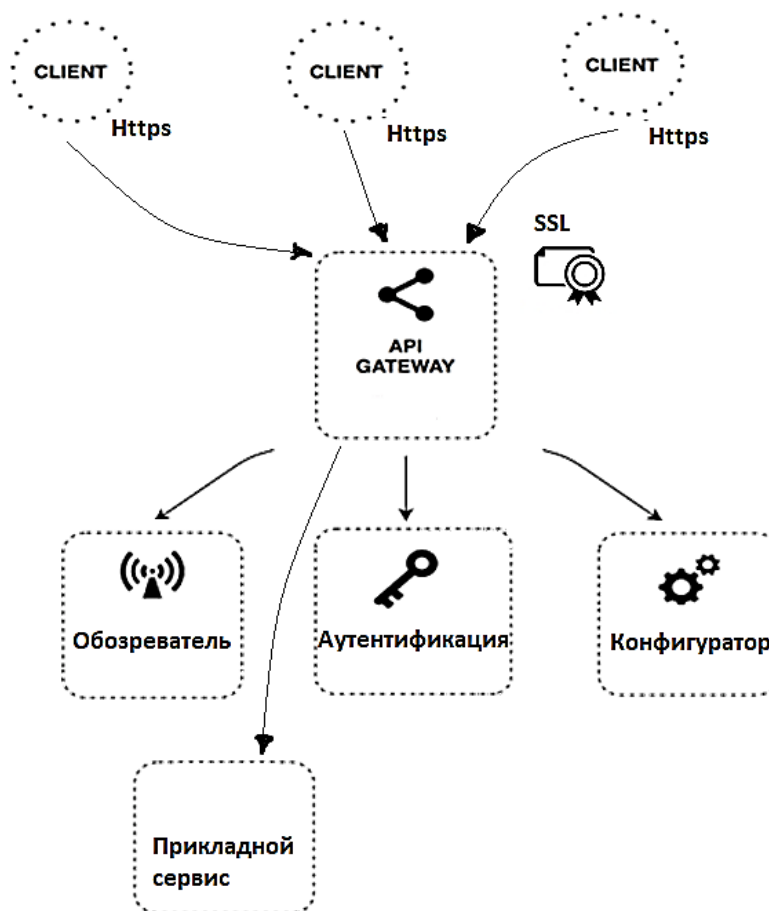 CLIENT
CLIENT
CLIENT
Https
Https
Https
SSL
API
GATEWAY
Обозреватель
Аутентификация
Конфигуратор
Прикладной
сервис